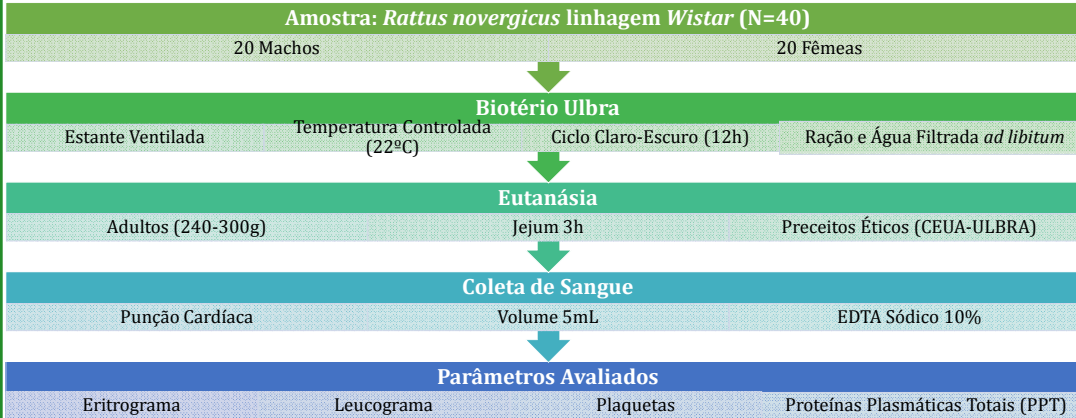 Amostra: Rattus novergicus linhagem Wistar (N=40)
20 Machos
20 Fêmeas
Biotério Ulbra
Estante Ventilada
Temperatura Controlada
(22ºC)
Ciclo Claro-Escuro (12h)
Ração e Água Filtrada ad libitum
Eutanásia
Adultos (240-300g)
Jejum 3h
Preceitos Éticos (CEUA-ULBRA)
Coleta de Sangue
Punção Cardíaca
Volume 5mL
EDTA Sódico 10%
Parâmetros Avaliados
Eritrograma
Leucograma
Plaquetas
Proteínas Plasmáticas Totais (PPT)